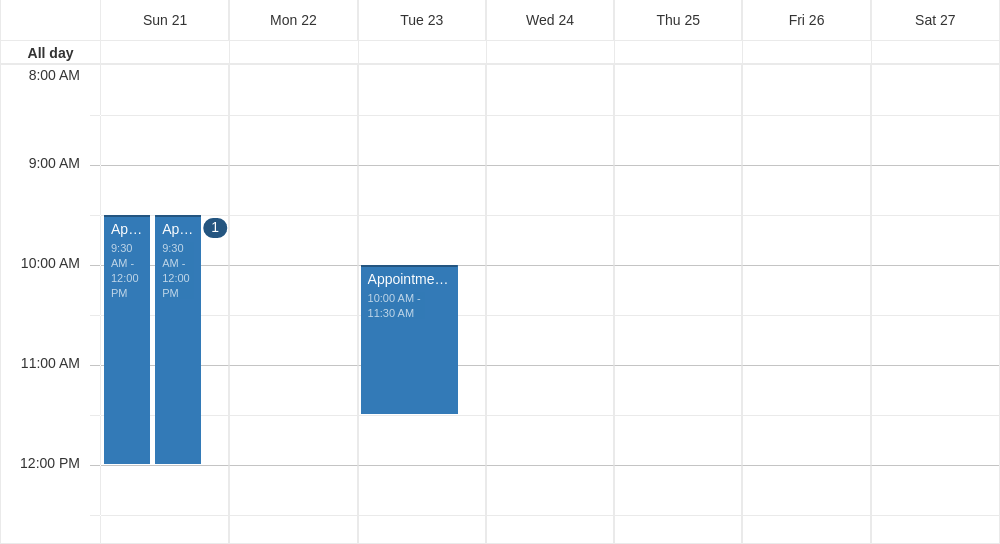 Sun 21
Mon 22
Tue 23
Wed 24
Thu 25
Fri 26
Sat 27
All day
8:00 AM
9:00 AM
10:00 AM
11:00 AM
12:00 PM
Ap…
9:30
AM -
12:00
PM
Ap…
9:30
AM -
12:00
PM
1
Appointme…
10:00 AM -
11:30 AM